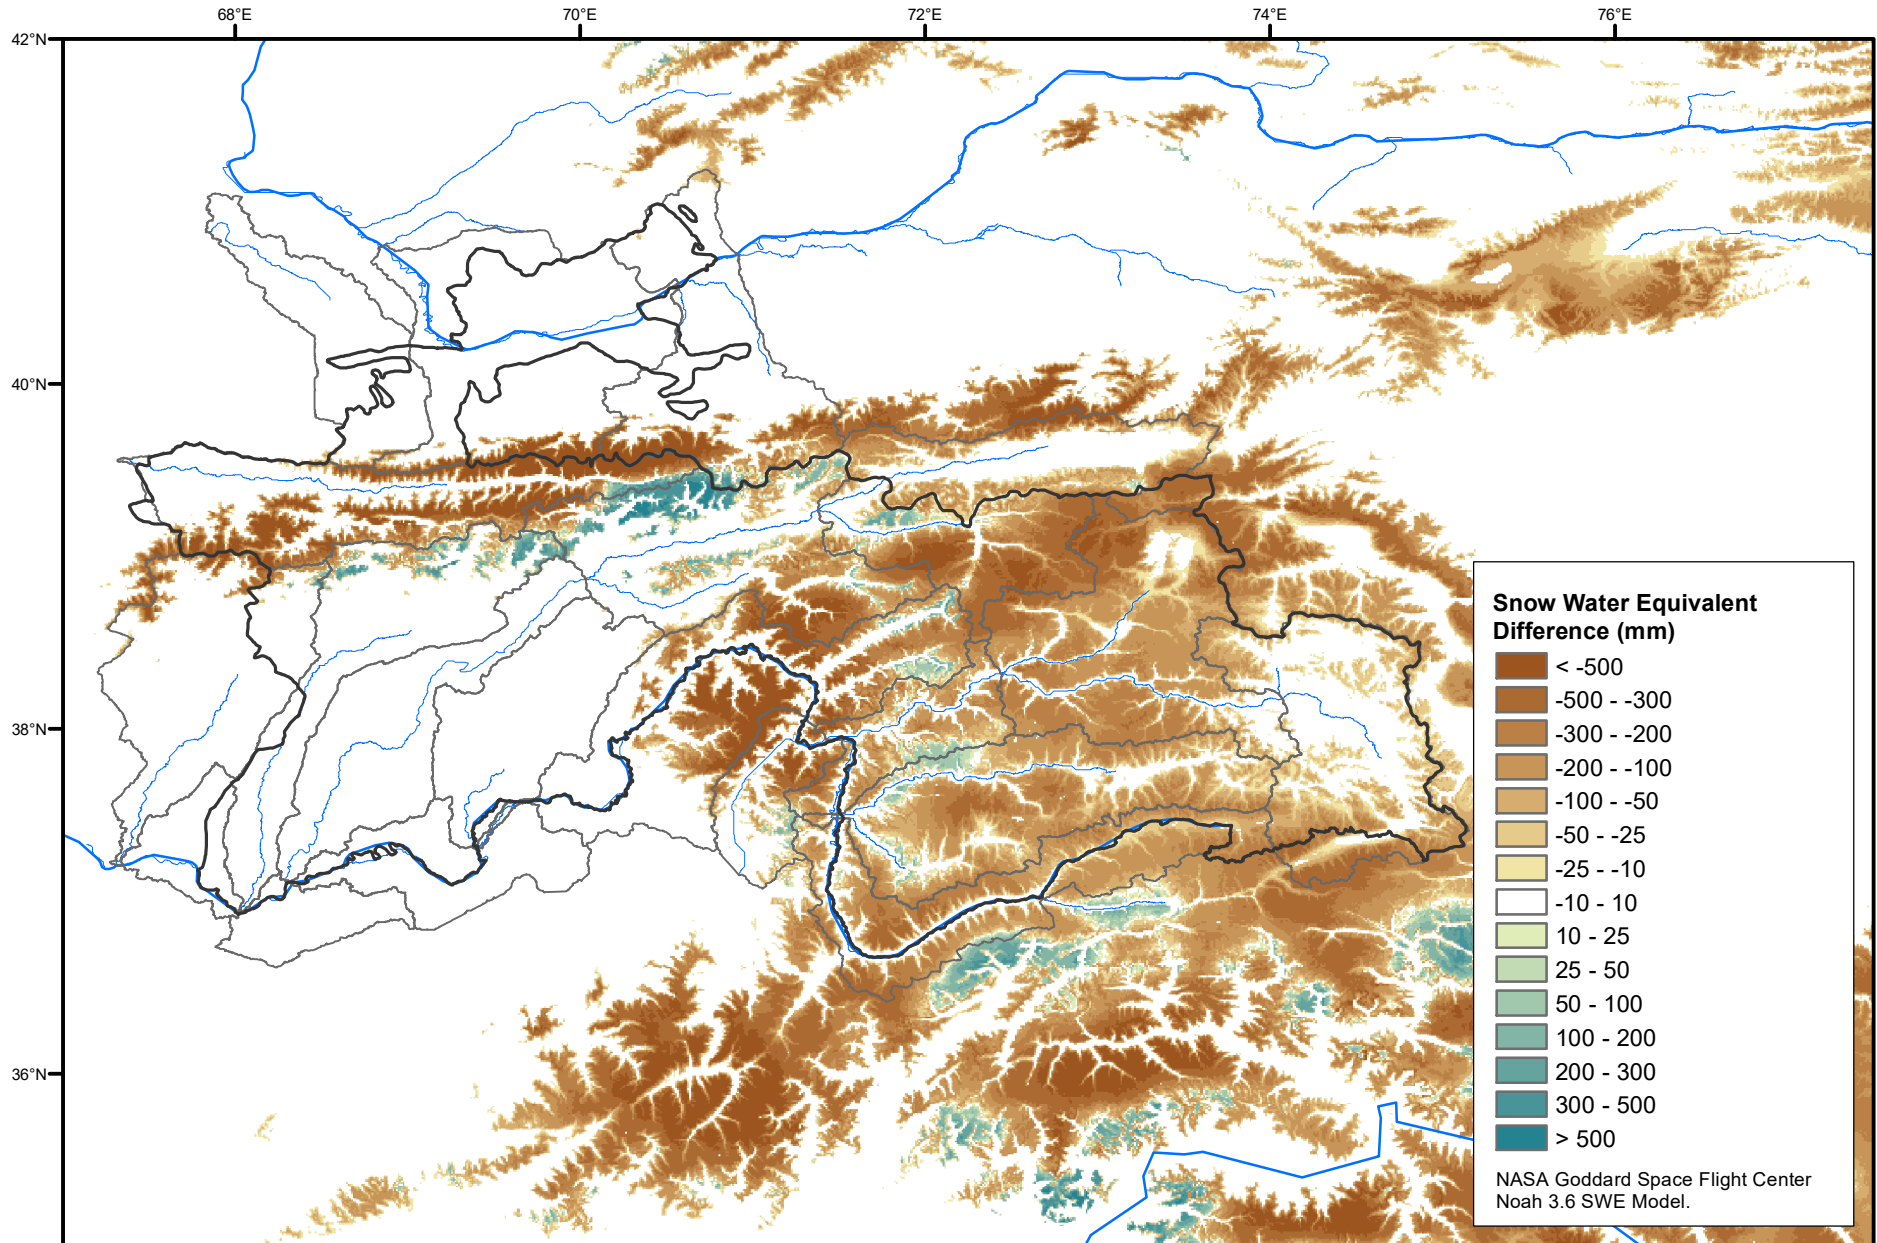 68°E 70°E 72°E 74°E 76°E
42°N
40°N
38°N
36°N
Snow Water Equivalent
Difference (mm)
< -500
-500 - -300
-300 - -200
-200 - -100
-100 - -50
-50 - -25
-25 - -10
-10 - 10
10 - 25
25 - 50
50 - 100
100 - 200
200 - 300
300 - 500
> 500
NASA Goddard Space Flight Center
Noah 3.6 SWE Model.